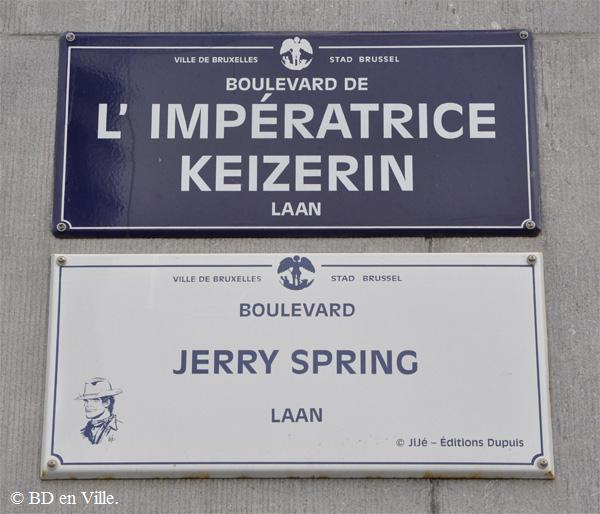 VILLE DE BRUXELLES STAD BRUSSEL
BOULEVARD DE
L' IMPÉRATRICE
KEIZERIN
LAAN
VILLE DE BRUXELLES STAD BRUSSEL
BOULEVARD
JERRY SPRING
LAAN
© JiJé – Éditions Dupuis
© BD en Ville.